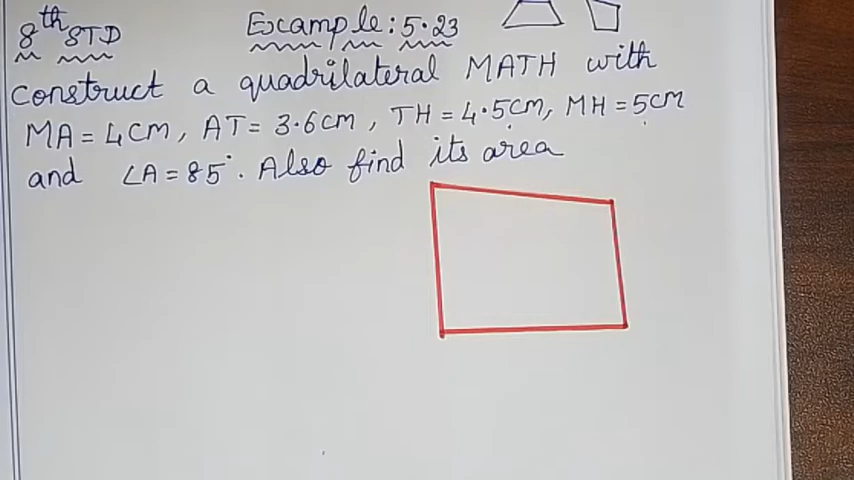 8th STD Example: 5.23
Construct a quadrilateral MATH with
MA = 4CM, AT = 3.6cm, TH = 4.5cm, MH = 5cm
and ∠A = 85°. Also find its area